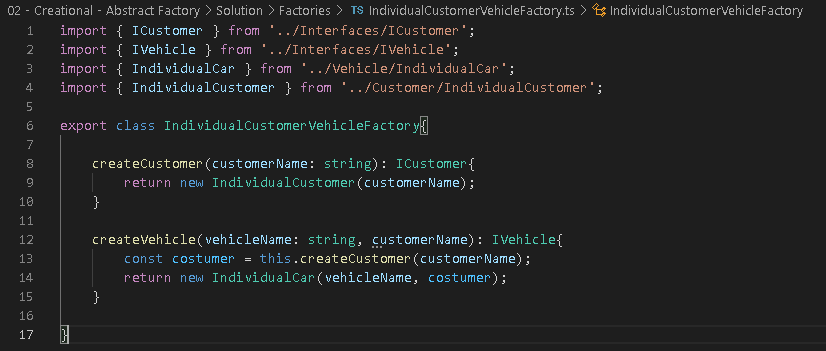 02 - Creational - Abstract Factory > Solution > Factories > TS IndividualCustomerVehicleFactory.ts > IndividualCustomerVehicleFactory
1 import { ICustomer } from '../Interfaces/ICustomer';
2 import { IVehicle } from '../Interfaces/IVehicle';
3 import { IndividualCar } from '../Vehicle/IndividualCar';
4 import { IndividualCustomer } from '../Customer/IndividualCustomer';
5
6 export class IndividualCustomerVehicleFactory{
7
8 createCustomer(customerName: string): ICustomer{
9 return new IndividualCustomer(customerName);
10 }
11
12 createVehicle(vehicleName: string, customerName): IVehicle{
13 const costumer = this.createCustomer(customerName);
14 return new IndividualCar(vehicleName, costumer);
15 }
16
17 }